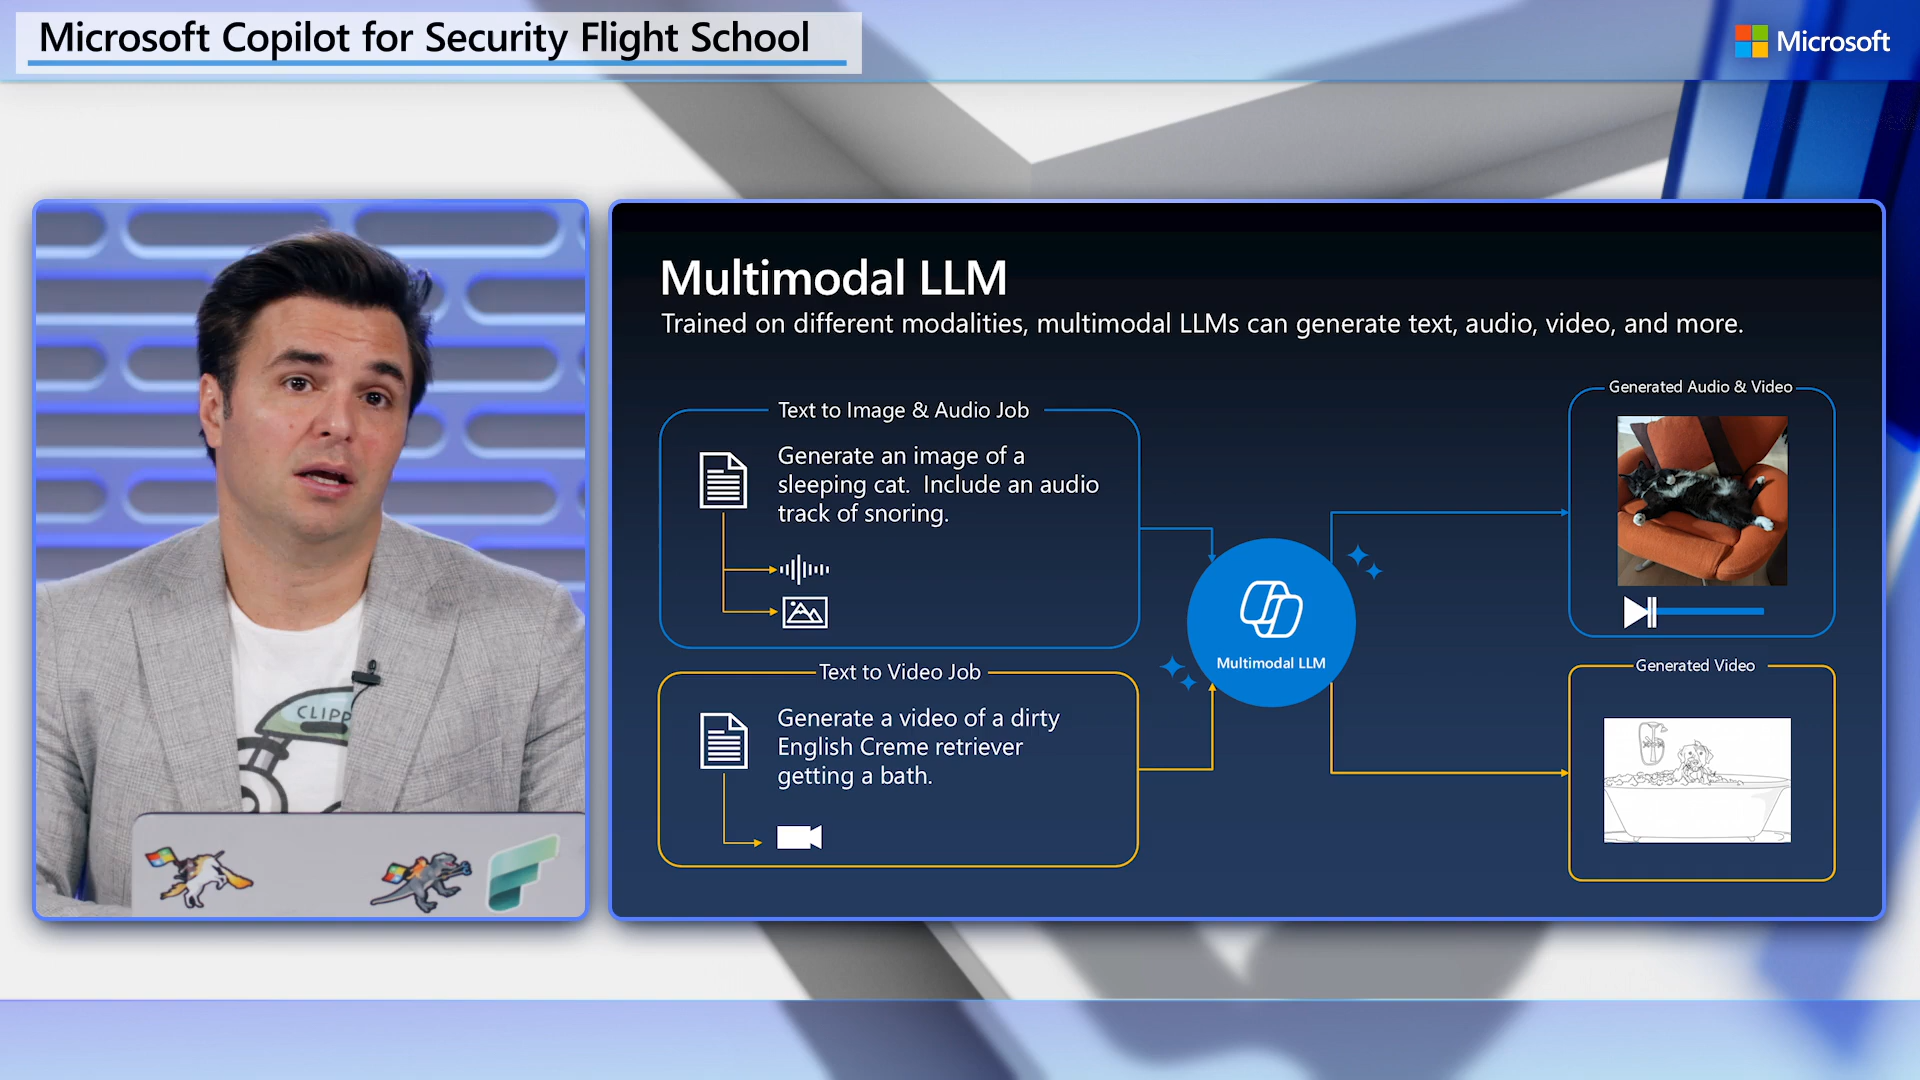 Microsoft Copilot for Security Flight School
Microsoft
Multimodal LLM
Trained on different modalities, multimodal LLMs can generate text, audio, video, and more.
Text to Image & Audio Job
Generate an image of a
sleeping cat. Include an audio
track of snoring.
Text to Video Job
Generate a video of a dirty
English Creme retriever
getting a bath.
Multimodal LLM
Generated Audio & Video
Generated Video
CLIPP